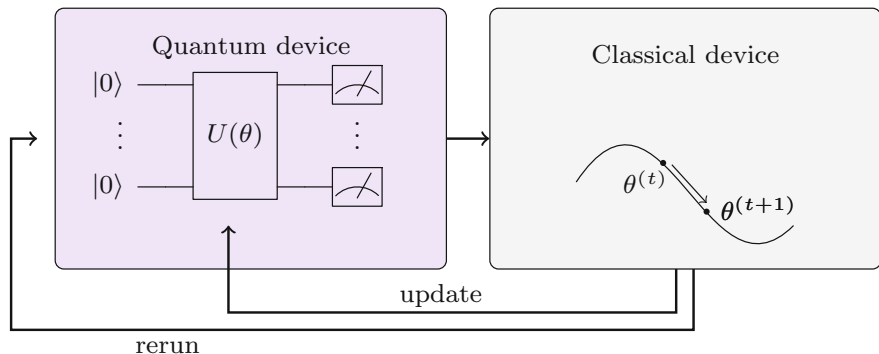 Quantum device
Classical device
|0⟩
⋮
U(θ)
⋮
|0⟩
θ^(t)
θ^(t+1)
update
rerun